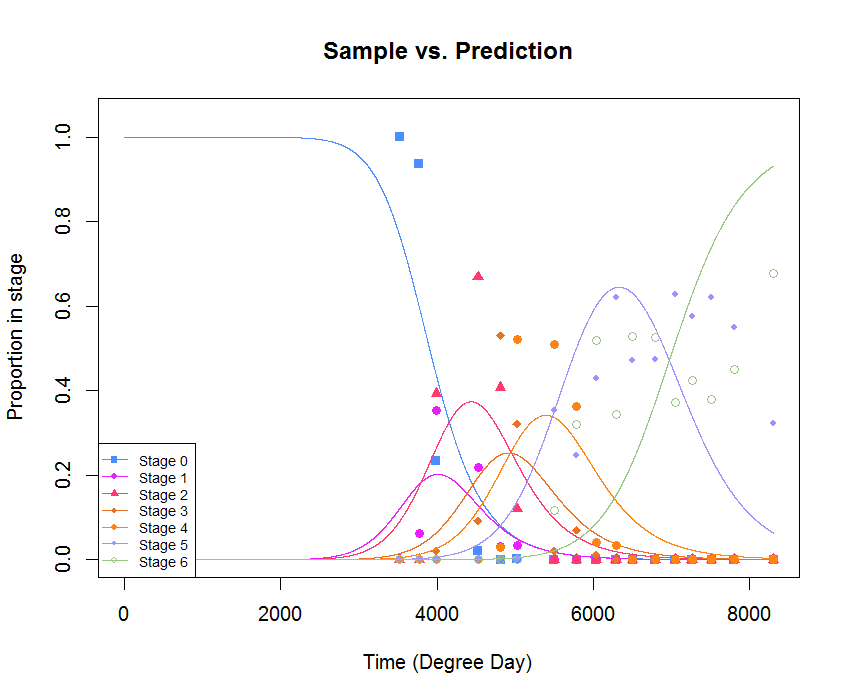 Sample vs. Prediction
Proportion in stage
1.0
0.8
0.6
0.4
0.2
0.0
Stage 0
Stage 1
Stage 2
Stage 3
Stage 4
Stage 5
Stage 6
0 2000 4000 6000 8000
Time (Degree Day)